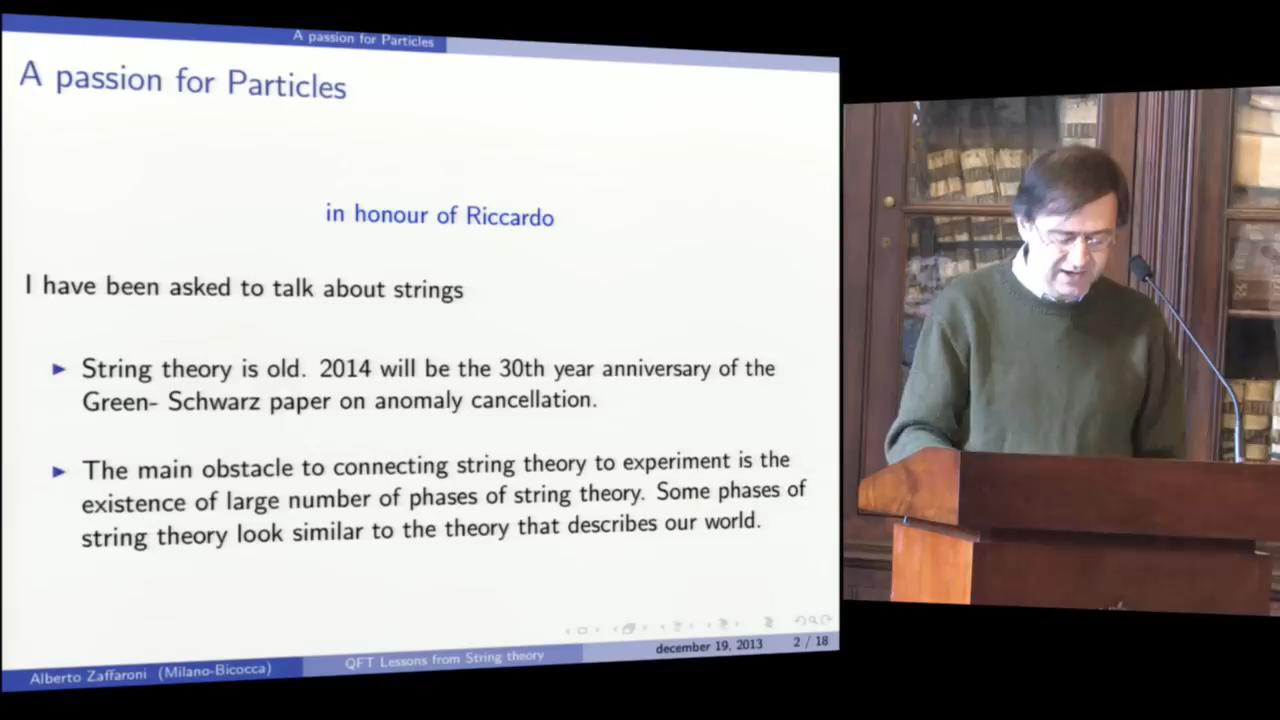 A passion for Particles
A passion for Particles
in honour of Riccardo
I have been asked to talk about strings
String theory is old. 2014 will be the 30th year anniversary of the
Green- Schwarz paper on anomaly cancellation.
The main obstacle to connecting string theory to experiment is the
existence of large number of phases of string theory. Some phases of
string theory look similar to the theory that describes our world.
Alberto Zaffaroni (Milano-Bicocca) QFT Lessons from String theory december 19, 2013 2 / 18